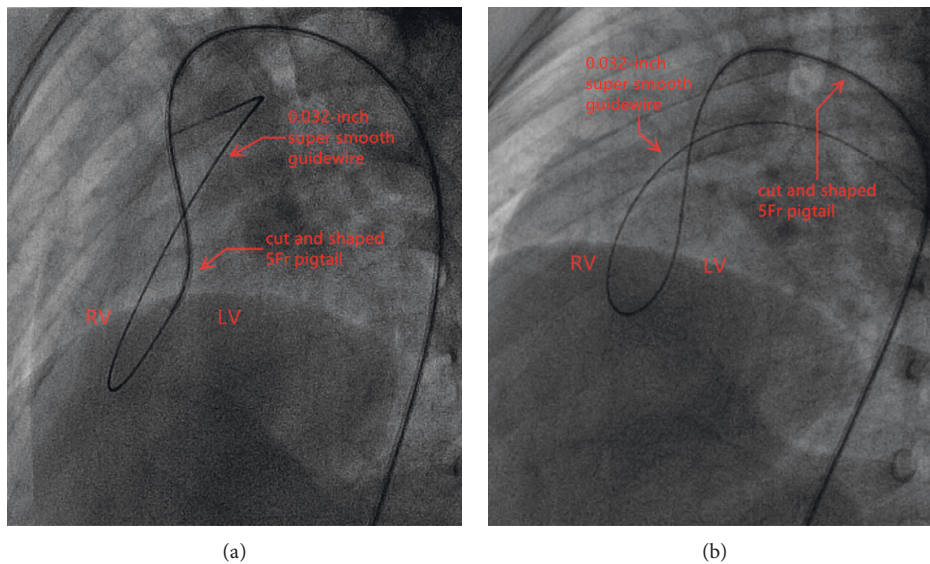 0.032-inch
super smooth
guidewire
cut and shaped
5Fr pigtail
RV
LV
(a)
0.032-inch
super smooth
guidewire
cut and shaped
5Fr pigtail
RV
LV
(b)